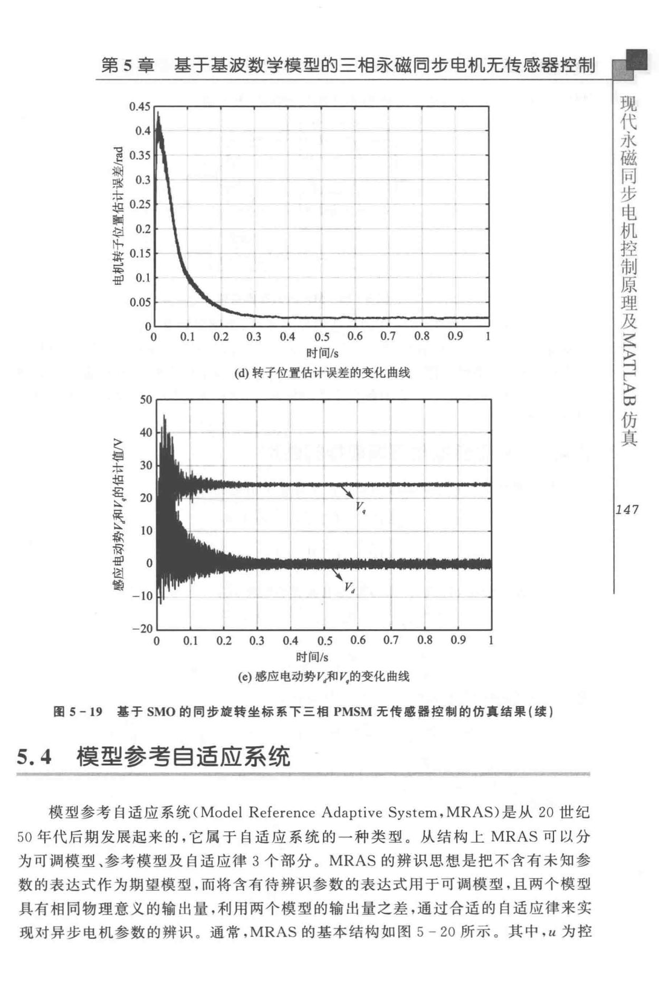 第 5 章 基于基波数学模型的三相永磁同步电机无传感器控制
现代永磁同步电机控制原理及MATLAB仿真
147
0.45
0.4
0.35
0.3
0.25
0.2
0.15
0.1
0.05
0
电机转子位置估计误差/rad
0 0.1 0.2 0.3 0.4 0.5 0.6 0.7 0.8 0.9 1
时间/s
(d) 转子位置估计误差的变化曲线
50
40
30
20
10
0
−10
−20
感应电动势Vd和Vq的估计值/V
Vq
Vd
0 0.1 0.2 0.3 0.4 0.5 0.6 0.7 0.8 0.9 1
时间/s
(e) 感应电动势Vd和Vq的变化曲线
图 5-19 基于 SMO 的同步旋转坐标系下三相 PMSM 无传感器控制的仿真结果(续)
5.4 模型参考自适应系统
模型参考自适应系统(Model Reference Adaptive System,MRAS)是从 20 世纪
50 年代后期发展起来的,它属于自适应系统的一种类型。从结构上 MRAS 可以分
为可调模型、参考模型及自适应律 3 个部分。MRAS 的辨识思想是把不含有未知参
数的表达式作为期望模型,而将含有待辨识参数的表达式用于可调模型,且两个模型
具有相同物理意义的输出量,利用两个模型的输出量之差,通过合适的自适应律来实
现对异步电机参数的辨识。通常,MRAS 的基本结构如图 5-20 所示。其中,u 为控